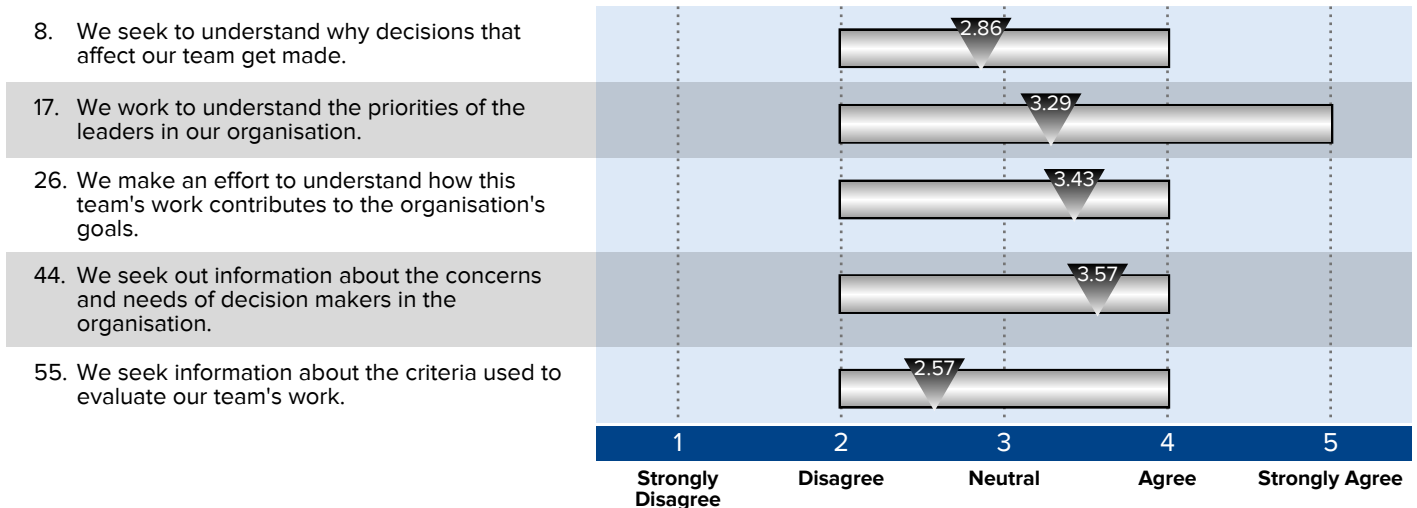 8. We seek to understand why decisions that
affect our team get made.
2.86
17. We work to understand the priorities of the
leaders in our organisation.
3.29
26. We make an effort to understand how this
team's work contributes to the organisation's
goals.
3.43
44. We seek out information about the concerns
and needs of decision makers in the
organisation.
3.57
55. We seek information about the criteria used to
evaluate our team's work.
2.57
1 2 3 4 5
Strongly Disagree Neutral Agree Strongly Agree
Disagree